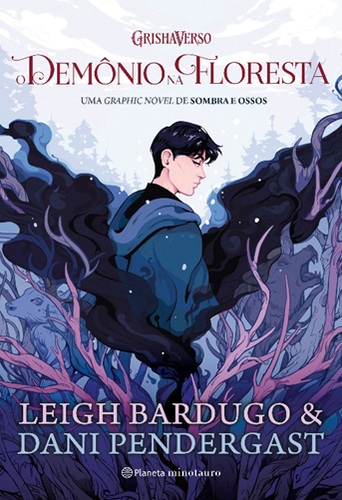 GRISHAVERSO
O DEMÔNIO NA FLORESTA
UMA GRAPHIC NOVEL DE SOMBRA E OSSOS
LEIGH BARDUGO &
DANI PENDERGAST
Planeta minotauro